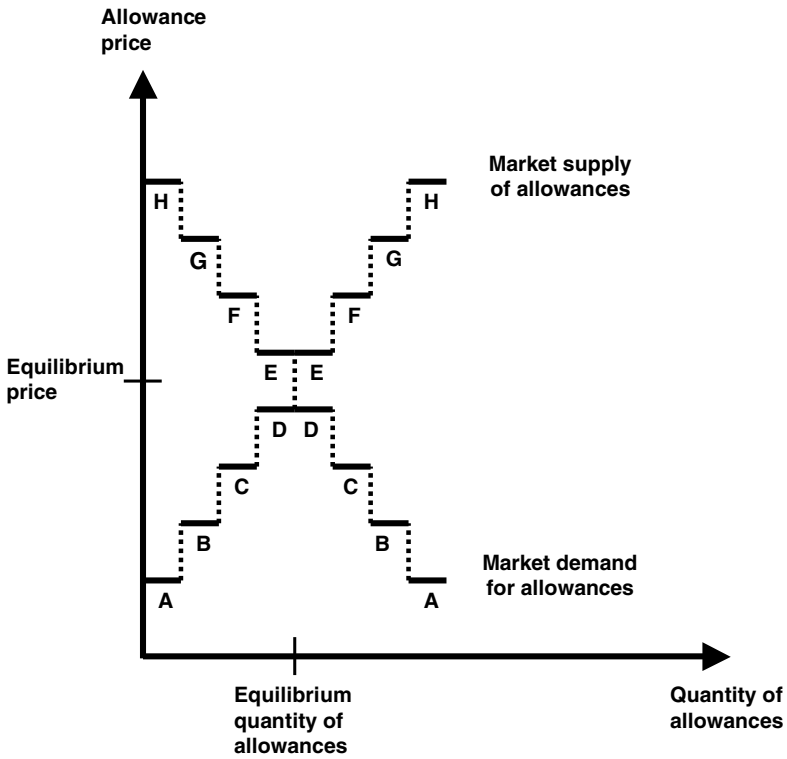 Allowance
price
Market supply
of allowances
H
H
G
G
F
F
Equilibrium
price
E
E
D
D
C
C
B
B
Market demand
for allowances
A
A
Equilibrium
quantity of
allowances
Quantity of
allowances